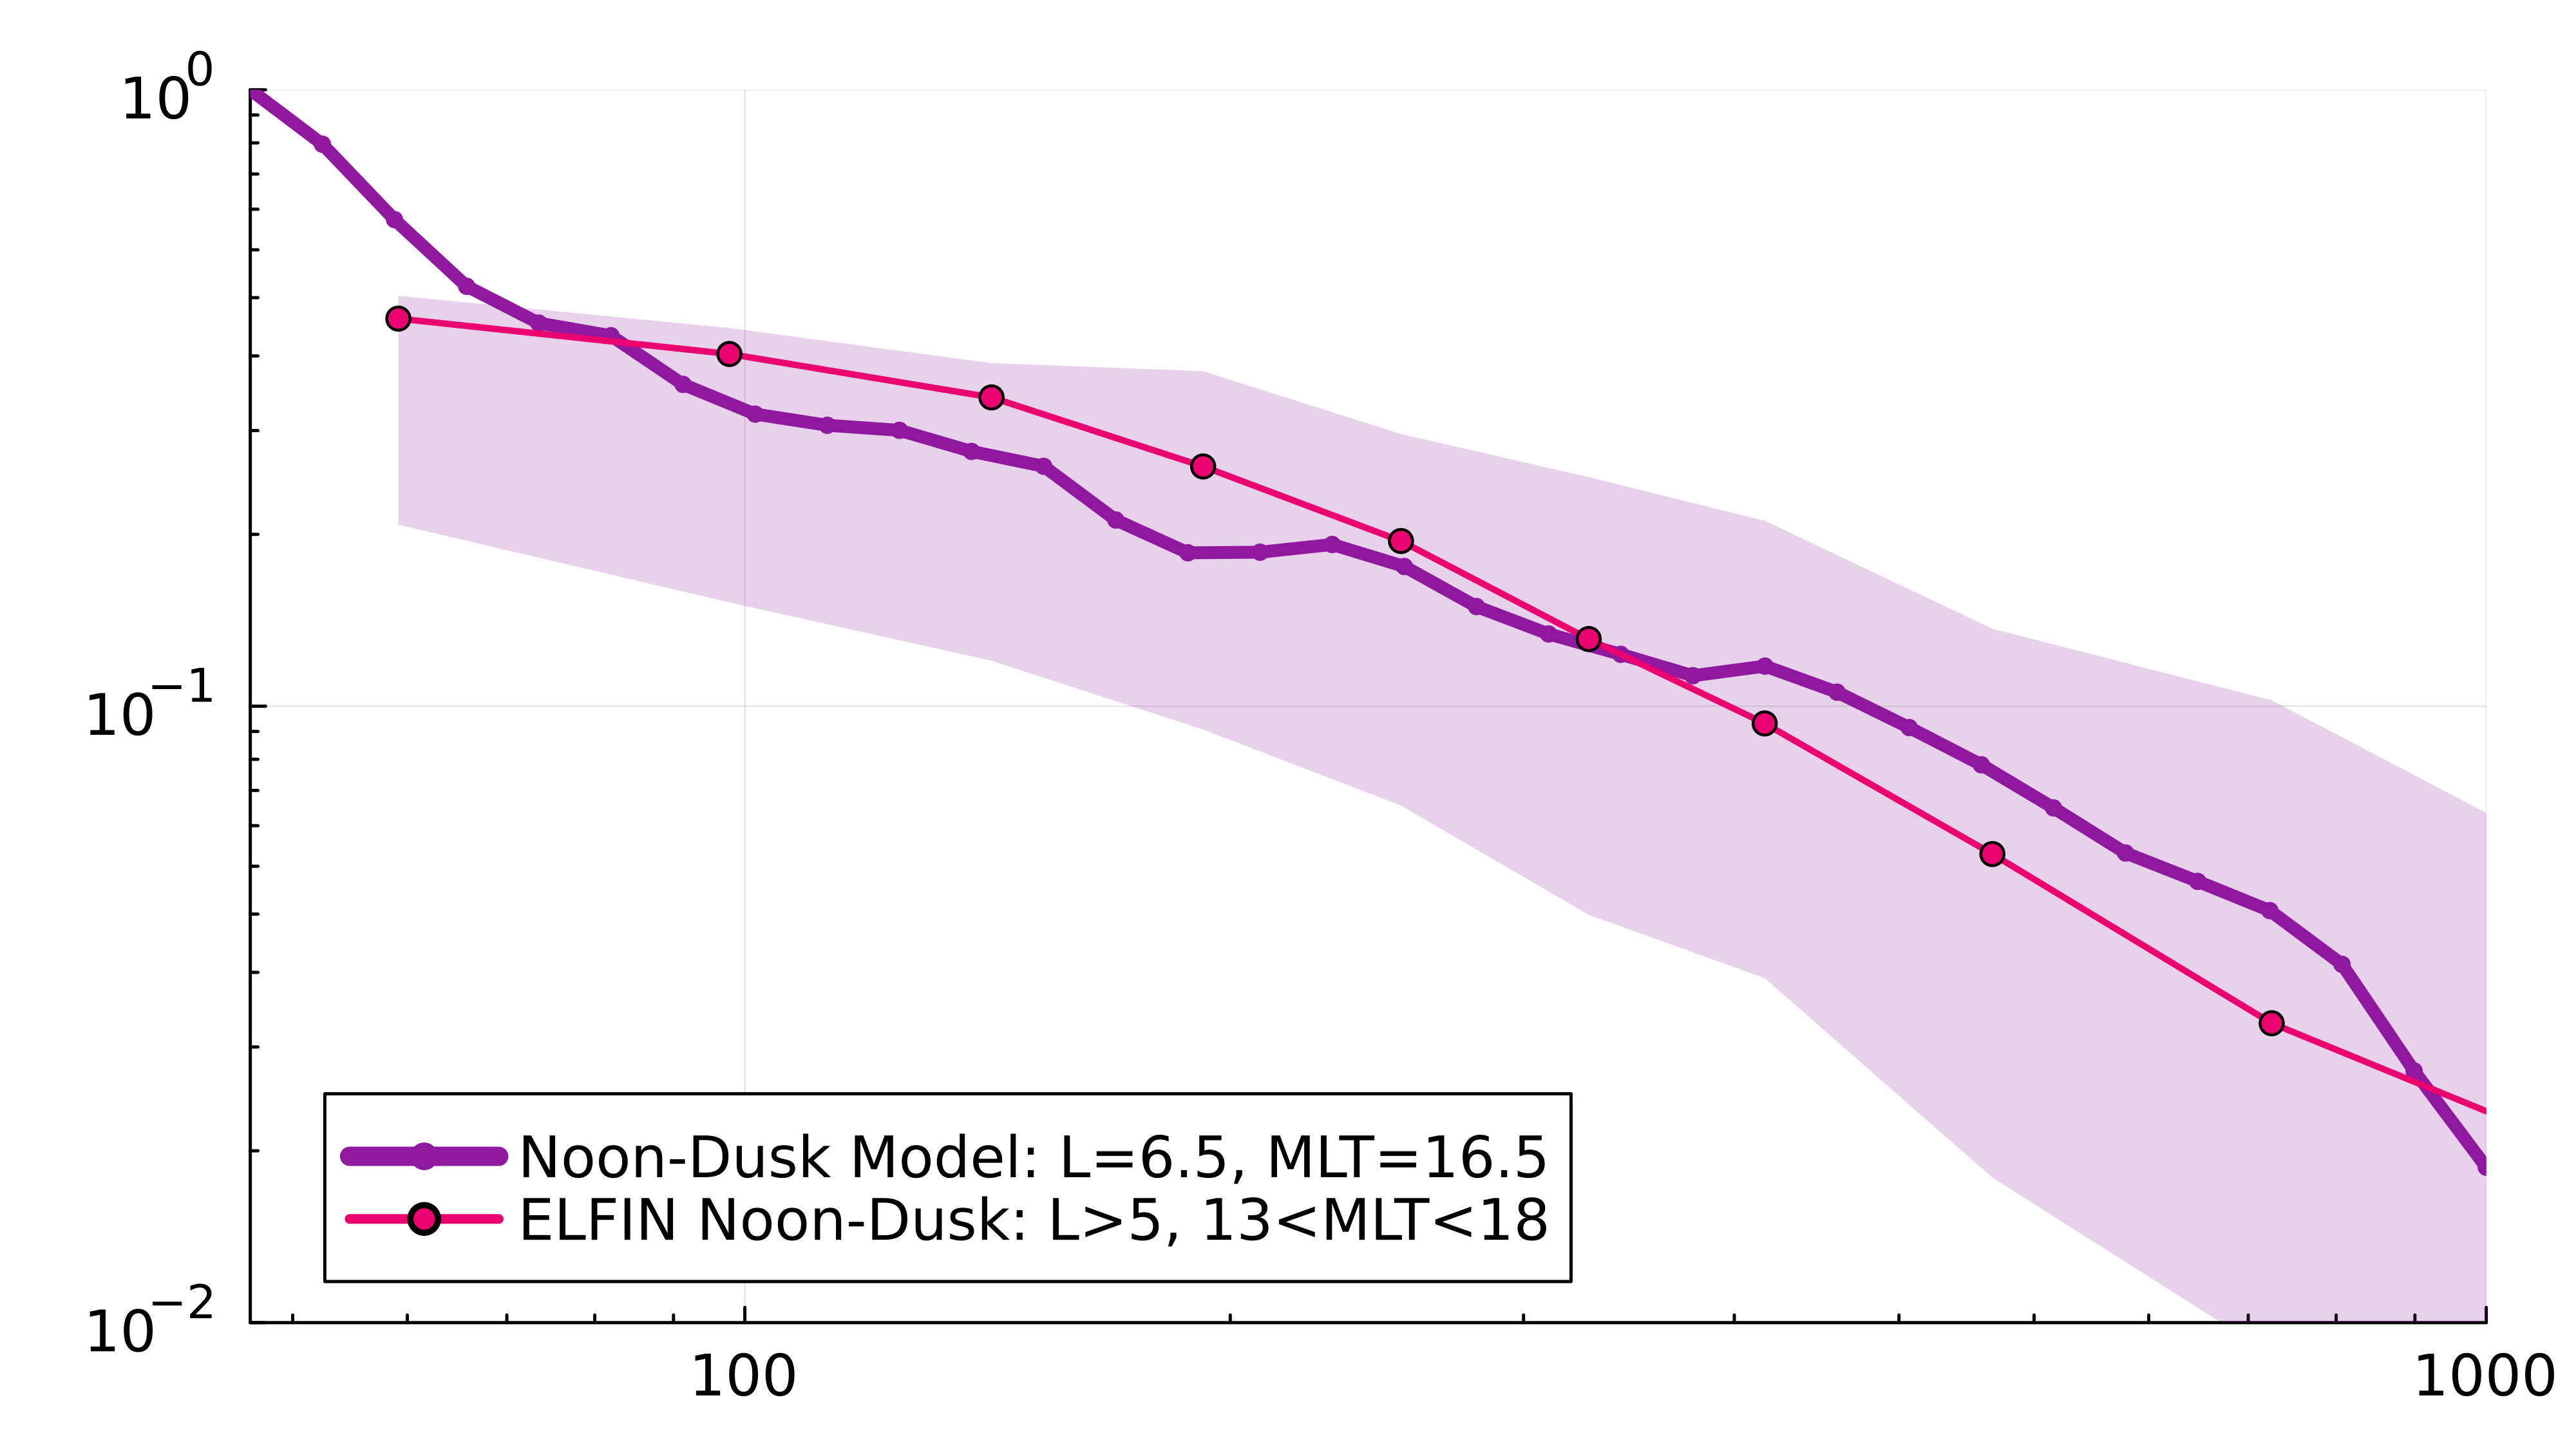 10^0
10^−1
10^−2
Noon-Dusk Model: L=6.5, MLT=16.5
ELFIN Noon-Dusk: L>5, 13<MLT<18
100
1000